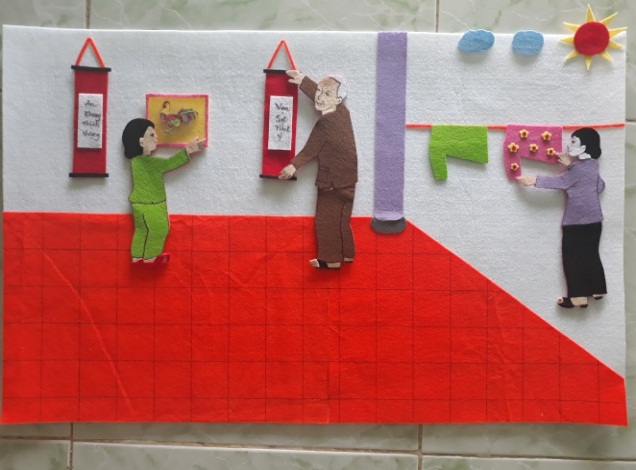 An
Khang
Thịnh
Vượng
Vạn
Sự
Như
Ý